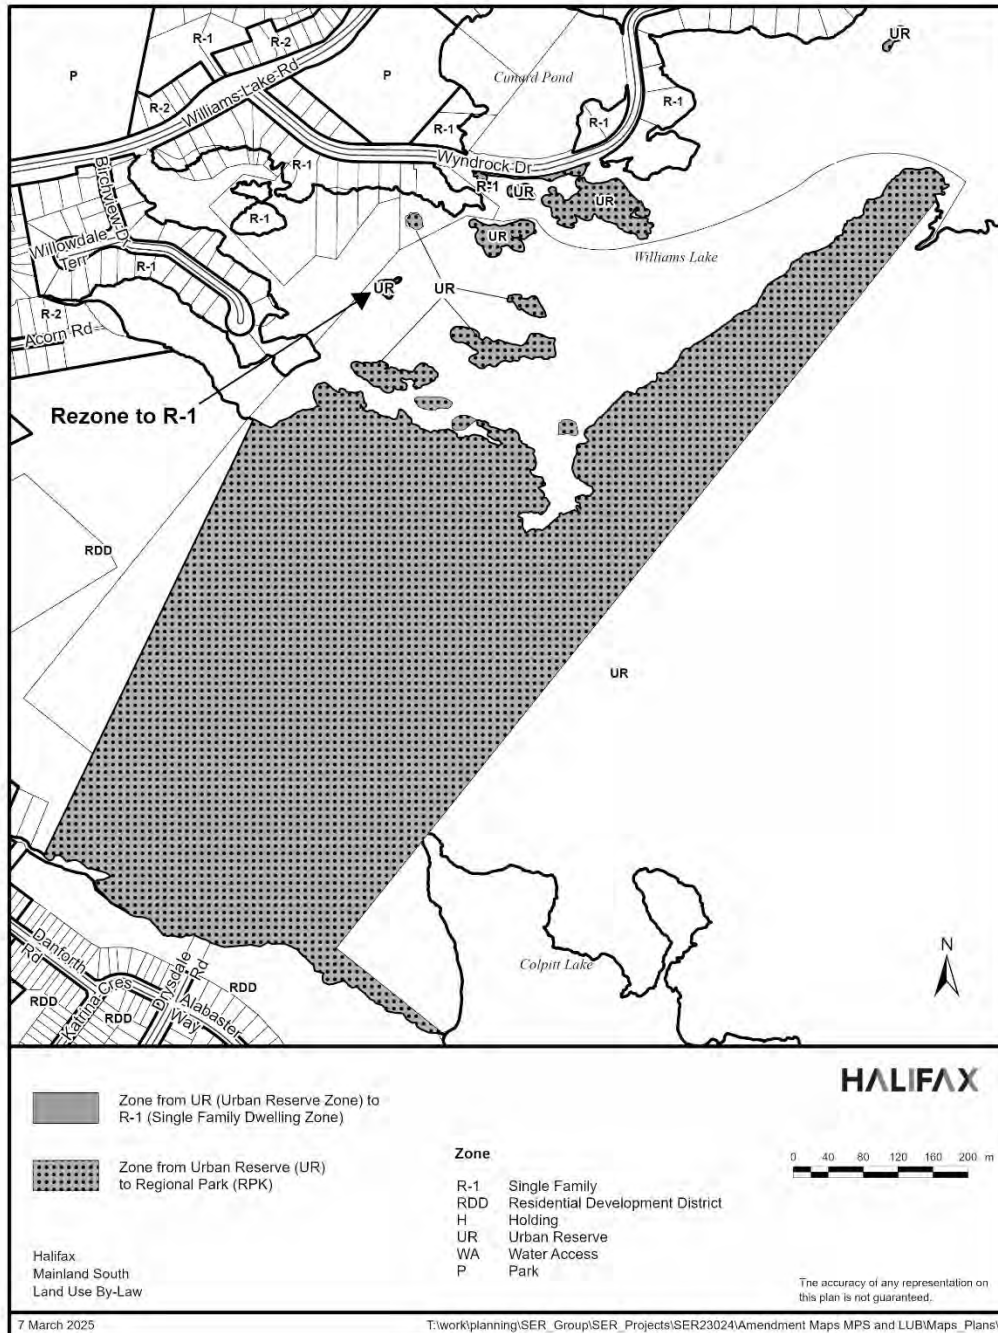 UR
R-1
R-2
P
P
Cunard Pond
R-1
Williams Lake Rd
R-2
R-1
R-1
Wyndrock Dr
R-1
R-1
UR
UR
R-1
Birchview Dr
UR
Willowdale
Terr
R-1
Williams Lake
UR
UR
R-2
Acorn Rd
Rezone to R-1
RDD
UR
Danforth
Rd
Drysdale
Rd
Colpitt Lake
N
RDD
Katrina Cres
Alabaster
Way
RDD
RDD
HALIFAX
Zone from UR (Urban Reserve Zone) to
R-1 (Single Family Dwelling Zone)
Zone from Urban Reserve (UR)
to Regional Park (RPK)
Zone
R-1 Single Family
RDD Residential Development District
H Holding
UR Urban Reserve
WA Water Access
P Park
0 40 80 120 160 200 m
Halifax
Mainland South
Land Use By-Law
The accuracy of any representation on
this plan is not guaranteed.
7 March 2025
T:\work\planning\SER_Group\SER_Projects\SER23024\Amendment Maps MPS and LUB\Maps_Plans\